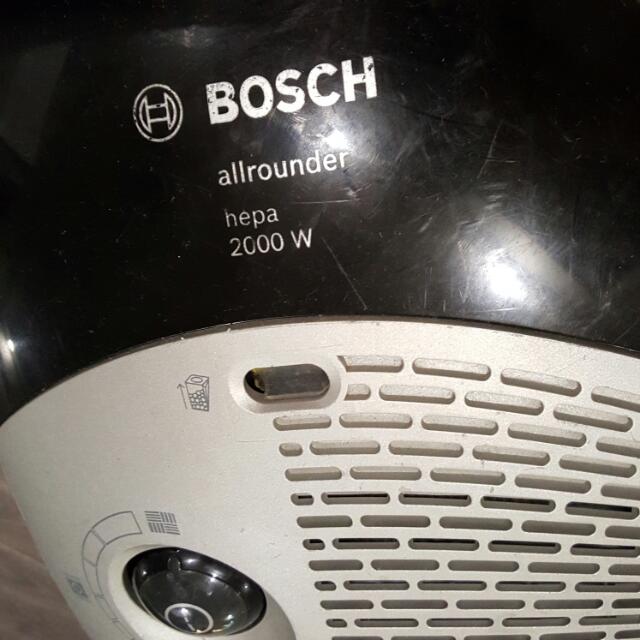 BOSCH
allrounder
hepa
2000 W